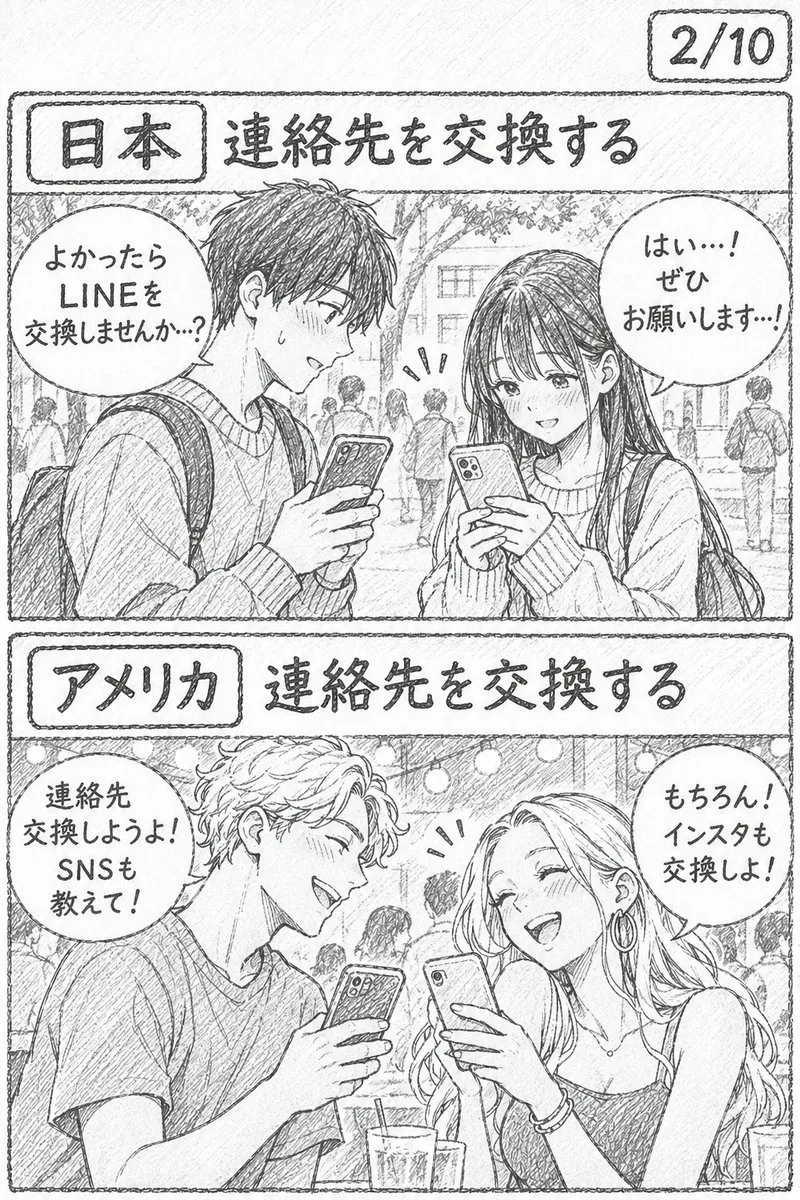 2/10
日本 連絡先を交換する
よかったら
LINEを
交換しませんか…?
はい…!
ぜひ
お願いします…!
アメリカ 連絡先を交換する
連絡先
交換しようよ!
SNSも
教えて!
もちろん!
インスタも
交換しよ!